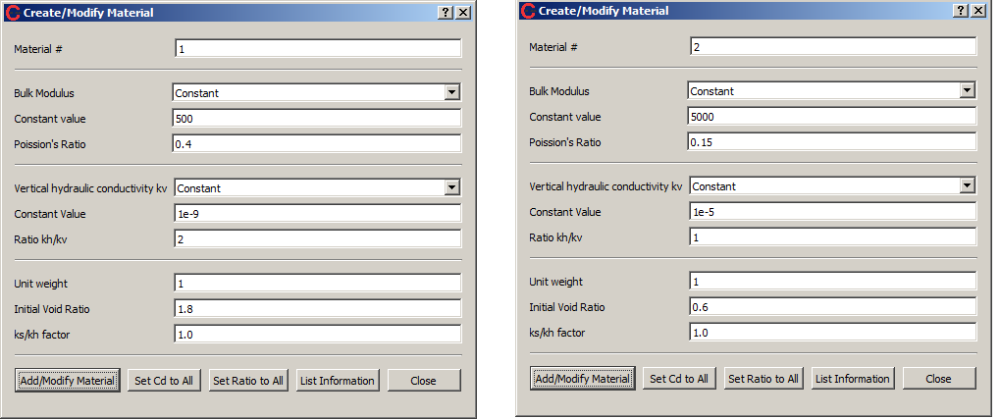 Create/Modify Material
Material # 1
Bulk Modulus Constant
Constant value 500
Poission's Ratio 0.4
Vertical hydraulic conductivity kv Constant
Constant Value 1e-9
Ratio kh/kv 2
Unit weight 1
Initial Void Ratio 1.8
ks/kh factor 1.0
Add/Modify Material Set Cd to All Set Ratio to All List Information Close
Create/Modify Material
Material # 2
Bulk Modulus Constant
Constant value 5000
Poission's Ratio 0.15
Vertical hydraulic conductivity kv Constant
Constant Value 1e-5
Ratio kh/kv 1
Unit weight 1
Initial Void Ratio 0.6
ks/kh factor 1.0
Add/Modify Material Set Cd to All Set Ratio to All List Information Close